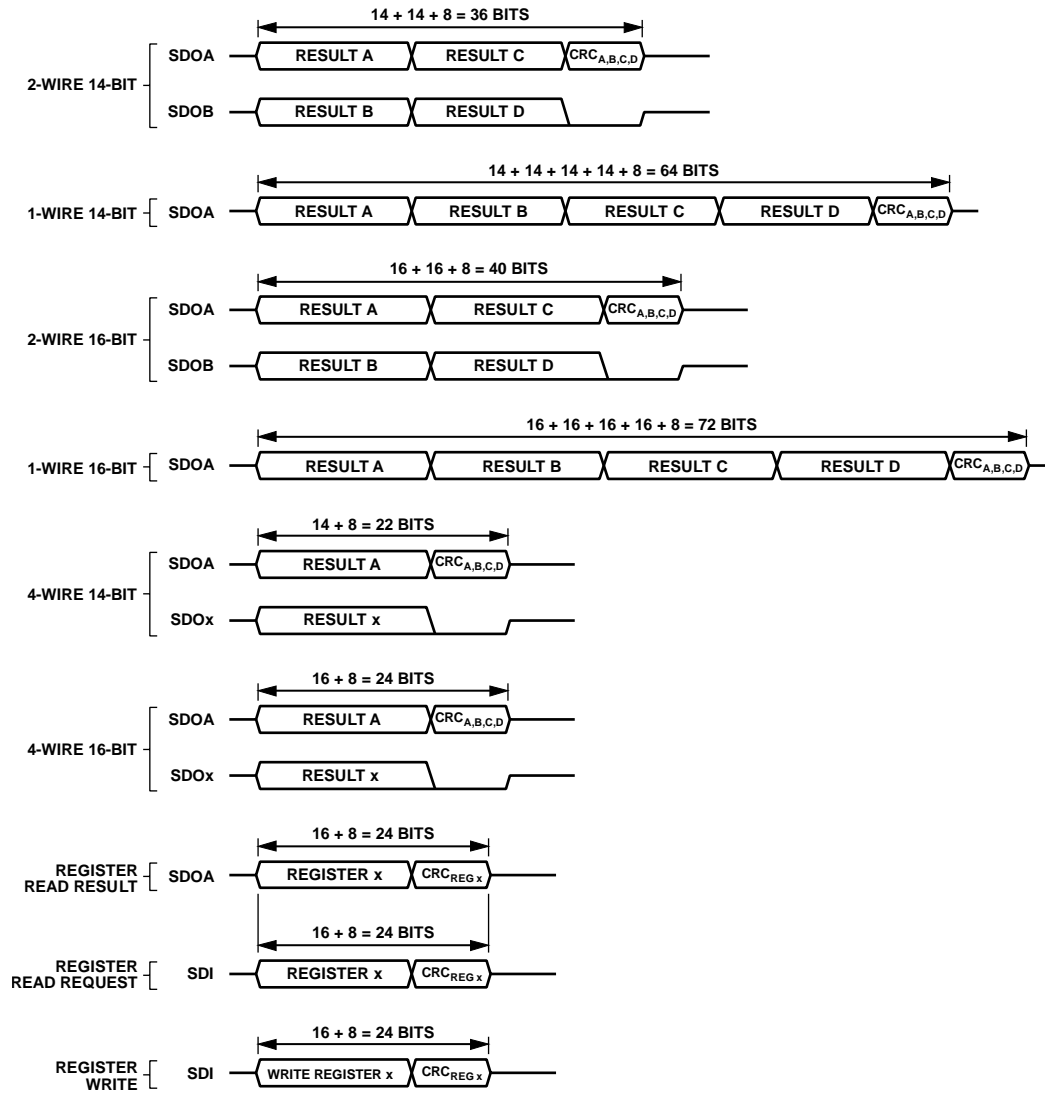 14 + 14 + 8 = 36 BITS
2-WIRE 14-BIT
SDOA RESULT A RESULT C CRCA,B,C,D
SDOB RESULT B RESULT D
14 + 14 + 14 + 14 + 8 = 64 BITS
1-WIRE 14-BIT SDOA RESULT A RESULT B RESULT C RESULT D CRCA,B,C,D
16 + 16 + 8 = 40 BITS
2-WIRE 16-BIT
SDOA RESULT A RESULT C CRCA,B,C,D
SDOB RESULT B RESULT D
16 + 16 + 16 + 16 + 8 = 72 BITS
1-WIRE 16-BIT SDOA RESULT A RESULT B RESULT C RESULT D CRCA,B,C,D
14 + 8 = 22 BITS
4-WIRE 14-BIT
SDOA RESULT A CRCA,B,C,D
SDOx RESULT x
16 + 8 = 24 BITS
4-WIRE 16-BIT
SDOA RESULT A CRCA,B,C,D
SDOx RESULT x
16 + 8 = 24 BITS
REGISTER
READ RESULT
SDOA REGISTER x CRCREG x
16 + 8 = 24 BITS
REGISTER
READ REQUEST
SDI REGISTER x CRCREG x
16 + 8 = 24 BITS
REGISTER
WRITE
SDI WRITE REGISTER x CRCREG x